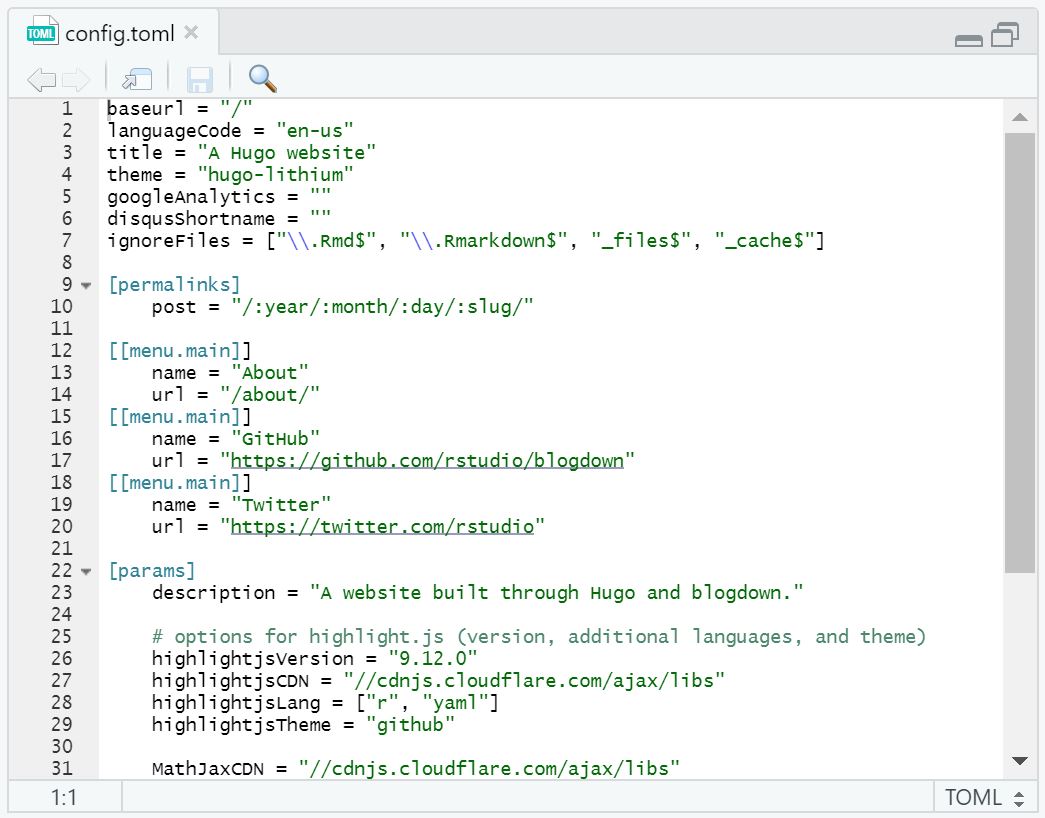 TOML config.toml
1 baseurl = "/"
2 languageCode = "en-us"
3 title = "A Hugo website"
4 theme = "hugo-lithium"
5 googleAnalytics = ""
6 disqusShortname = ""
7 ignoreFiles = ["\\.Rmd$", "\\.Rmarkdown$", "_files$", "_cache$"]
8
9 [permalinks]
10     post = "/:year/:month/:day/:slug/"
11
12 [[menu.main]]
13     name = "About"
14     url = "/about/"
15 [[menu.main]]
16     name = "GitHub"
17     url = "https://github.com/rstudio/blogdown"
18 [[menu.main]]
19     name = "Twitter"
20     url = "https://twitter.com/rstudio"
21
22 [params]
23     description = "A website built through Hugo and blogdown."
24
25     # options for highlight.js (version, additional languages, and theme)
26     highlightjsVersion = "9.12.0"
27     highlightjsCDN = "//cdnjs.cloudflare.com/ajax/libs"
28     highlightjsLang = ["r", "yaml"]
29     highlightjsTheme = "github"
30
31     MathJaxCDN = "//cdnjs.cloudflare.com/ajax/libs"
1:1 TOML